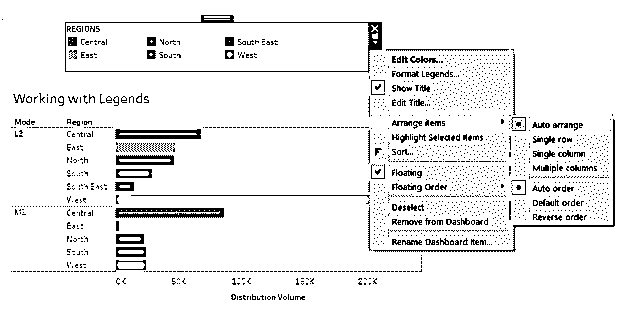 REGIONS
Central North South East
East South West
Edit Colors...
Format Legends...
Show Title
Edit Title...
Arrange Items
Highlight Selected Items
Sort...
Floating
Floating Order
Deselect
Remove from Dashboard
Rename Dashboard Item...
Auto arrange
Single row
Single column
Multiple columns
Auto order
Default order
Reverse order
Working with Legends
Mode Region
L2 Central
East
North
South
South East
West
Central
East
North
South
West
0K 50K 100K 150K 200K
Distribution Volume